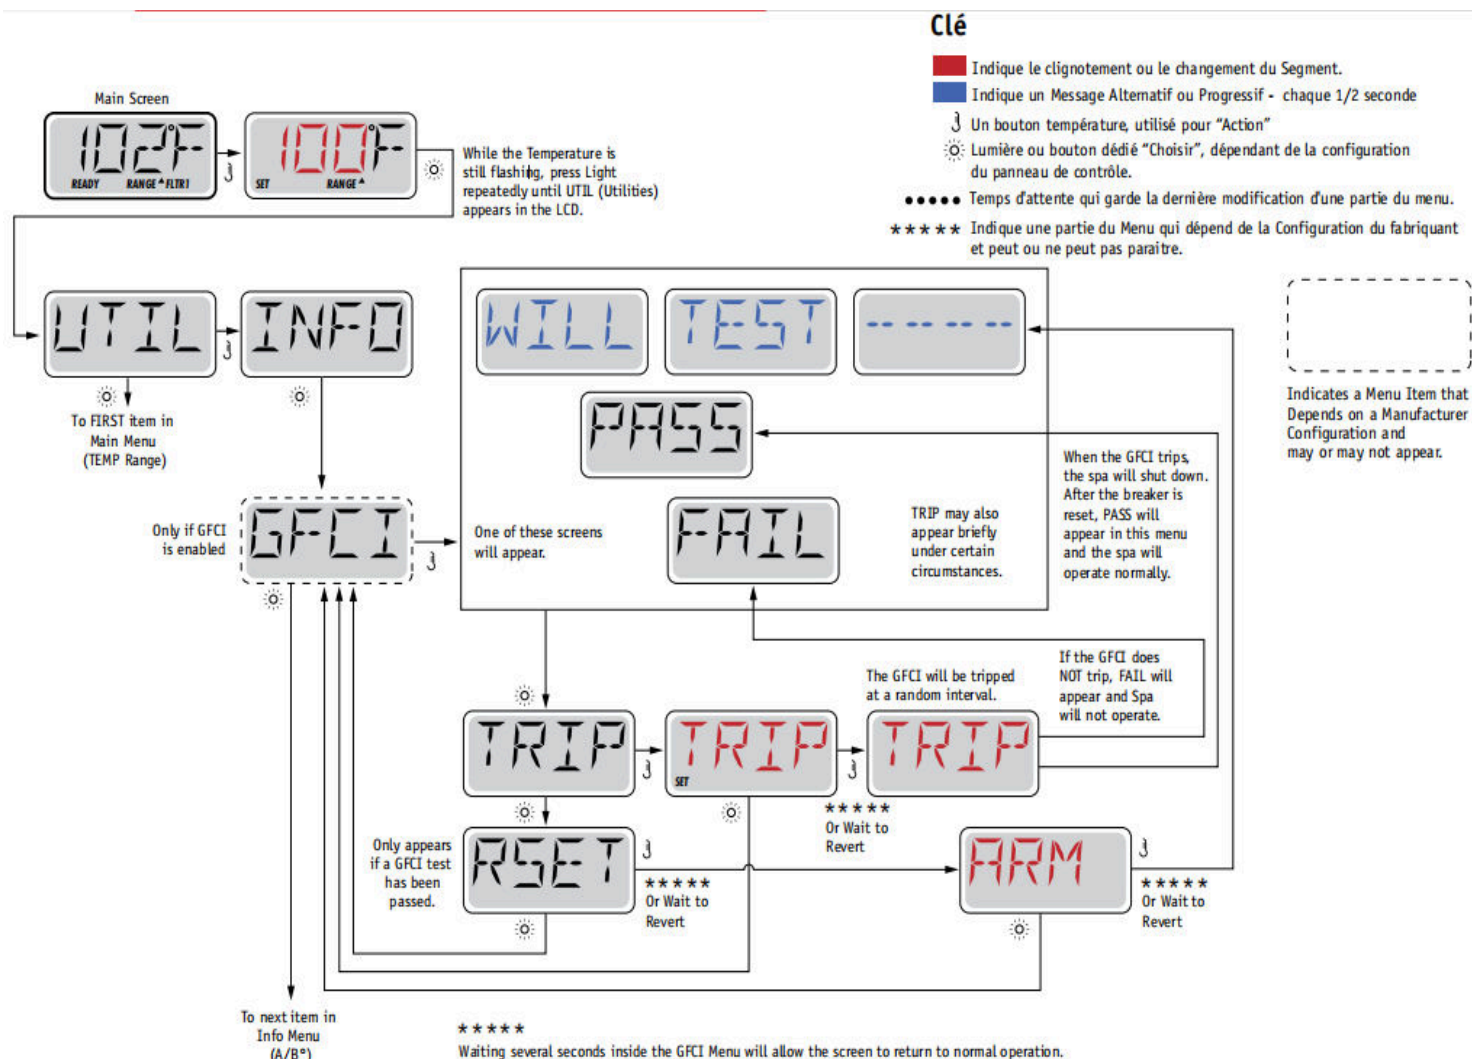 Clé
Indique le clignotement ou le changement du Segment.
Indique un Message Alternatif ou Progressif - chaque 1/2 seconde
Un bouton température, utilisé pour "Action"
Lumière ou bouton dédié "Choisir", dépendant de la configuration
du panneau de contrôle.
••••• Temps d'attente qui garde la dernière modification d'une partie du menu.
***** Indique une partie du Menu qui dépend de la Configuration du fabriquant
et peut ou ne peut pas paraitre.
Main Screen
102°F
READY RANGE FLTR1
100°F
SET RANGE
While the Temperature is
still flashing, press Light
repeatedly until UTIL (Utilities)
appears in the LCD.
UTIL
INFO
WILL
TEST
-- -- -- --
Indicates a Menu Item that
Depends on a Manufacturer
Configuration and
may or may not appear.
To FIRST item in
Main Menu
(TEMP Range)
PASS
When the GFCI trips,
the spa will shut down.
After the breaker is
reset, PASS will
appear in this menu
and the spa will
operate normally.
Only if GFCI
is enabled
GFCI
One of these screens
will appear.
FAIL
TRIP may also
appear briefly
under certain
circumstances.
If the GFCI does
NOT trip, FAIL will
appear and Spa
will not operate.
The GFCI will be tripped
at a random interval.
TRIP
TRIP
SET
TRIP
*****
Or Wait to
Revert
Only appears
if a GFCI test
has been
passed.
RSET
*****
Or Wait to
Revert
ARM
*****
Or Wait to
Revert
To next item in
Info Menu
(A/B°)
*****
Waiting several seconds inside the GFCI Menu will allow the screen to return to normal operation.